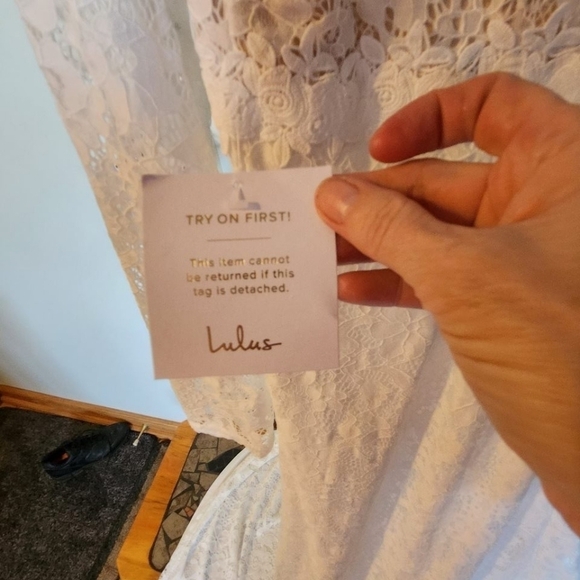 TRY ON FIRST!
This item cannot
be returned if this
tag is detached.
Lulus